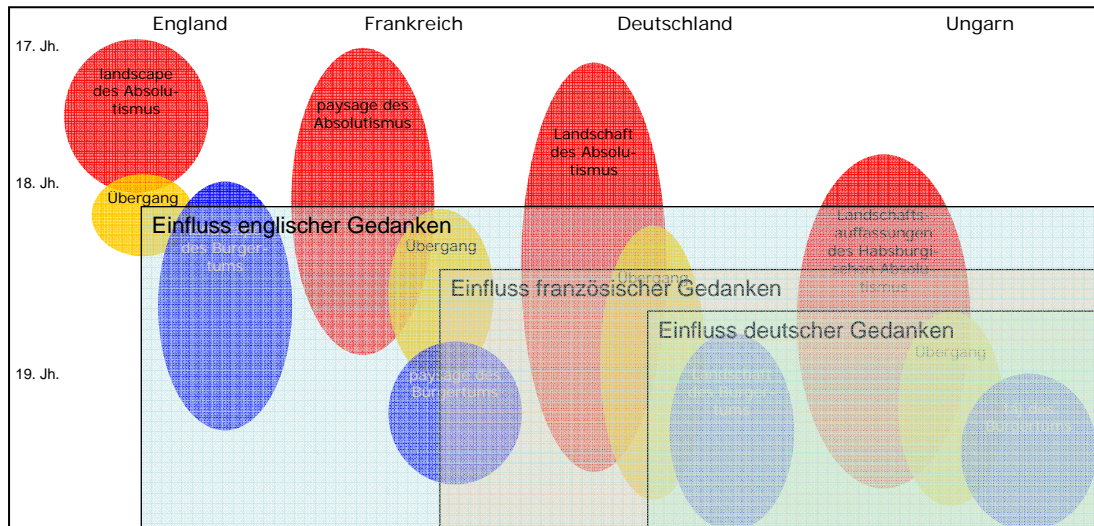 England Frankreich Deutschland Ungarn
17. Jh.
landscape
des Absolu-
tismus
paysage des
Absolutismus
Landschaft
des Absolu-
tismus
18. Jh.
Übergang
Einfluss englischer Gedanken
des Bürger-
tums
Landschafts-
auffassungen
des Habsburgi-
schen Absolu-
tismus
Übergang
Übergang
Einfluss französischer Gedanken
Einfluss deutscher Gedanken
Übergang
19. Jh.
paysage des
Bürgertums
Landschaft
des Bürger-
tums
des
Bürgertums